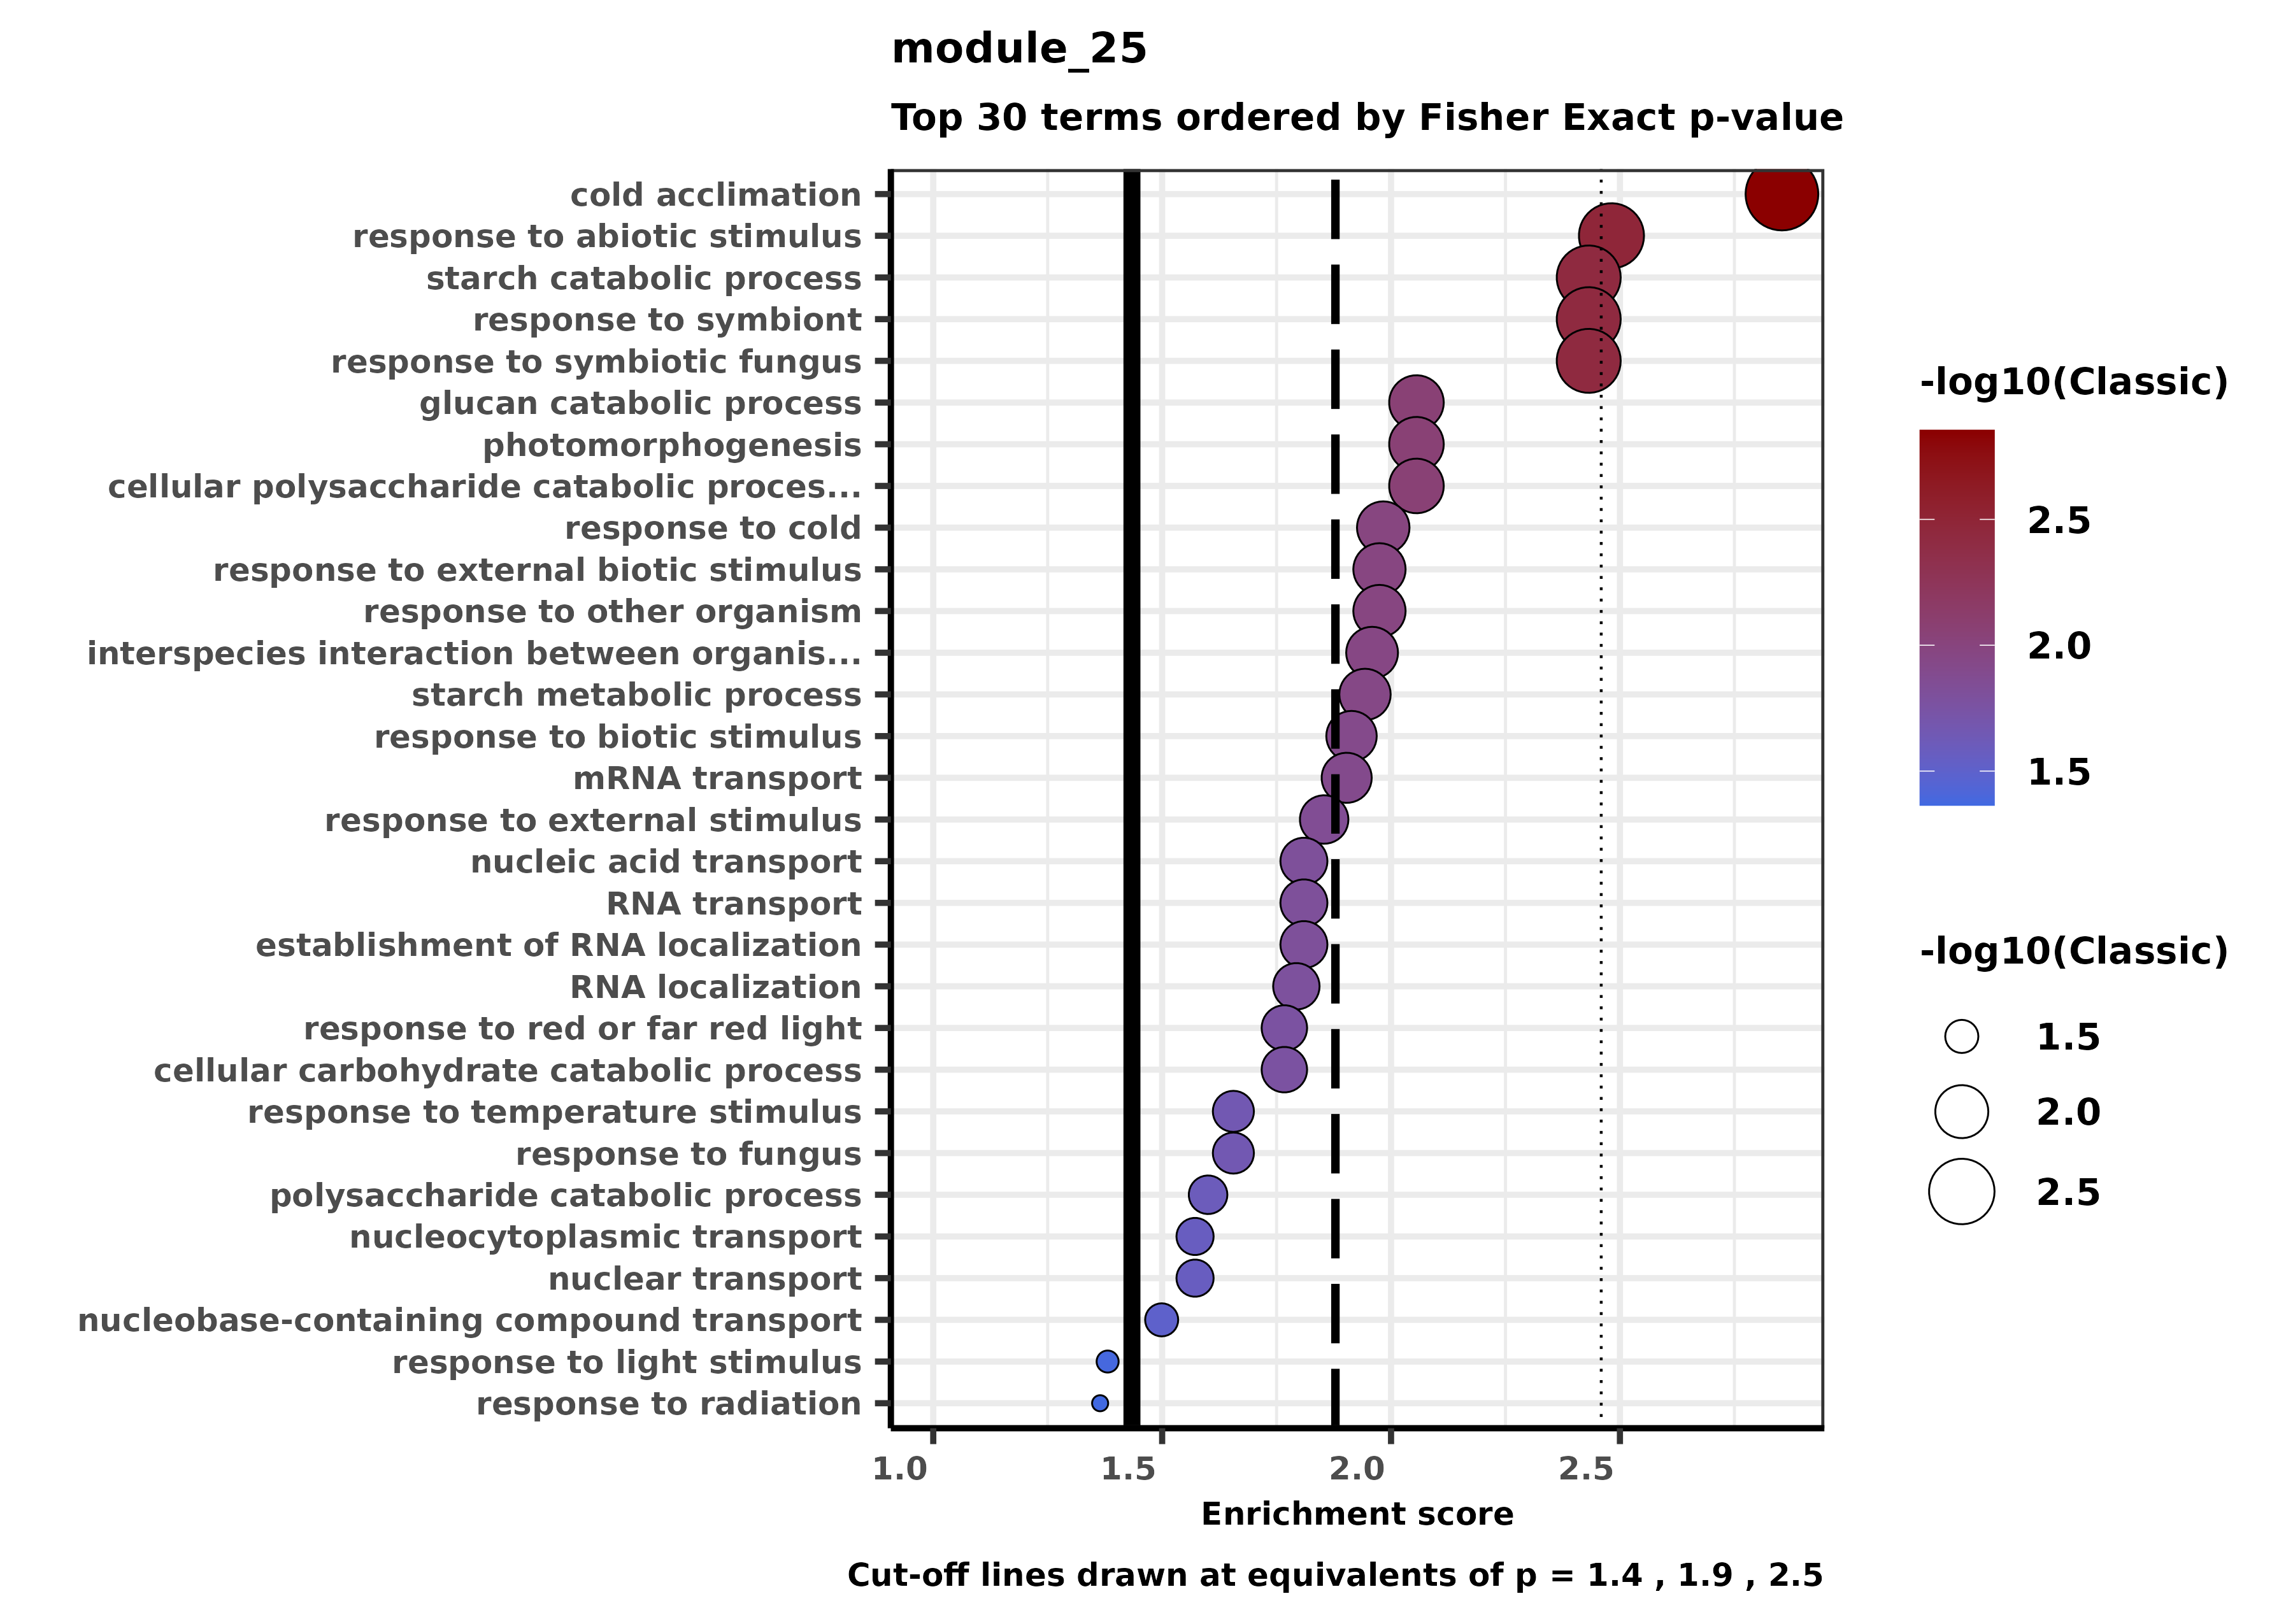 module_25
Top 30 terms ordered by Fisher Exact p-value
cold acclimation
response to abiotic stimulus
starch catabolic process
response to symbiont
response to symbiotic fungus
glucan catabolic process
photomorphogenesis
cellular polysaccharide catabolic proces...
response to cold
response to external biotic stimulus
response to other organism
interspecies interaction between organis...
starch metabolic process
response to biotic stimulus
mRNA transport
response to external stimulus
nucleic acid transport
RNA transport
establishment of RNA localization
RNA localization
response to red or far red light
cellular carbohydrate catabolic process
response to temperature stimulus
response to fungus
polysaccharide catabolic process
nucleocytoplasmic transport
nuclear transport
nucleobase-containing compound transport
response to light stimulus
response to radiation
1.0 1.5 2.0 2.5
Enrichment score
Cut-off lines drawn at equivalents of p = 1.4 , 1.9 , 2.5
-log10(Classic)
2.5
2.0
1.5
-log10(Classic)
1.5
2.0
2.5